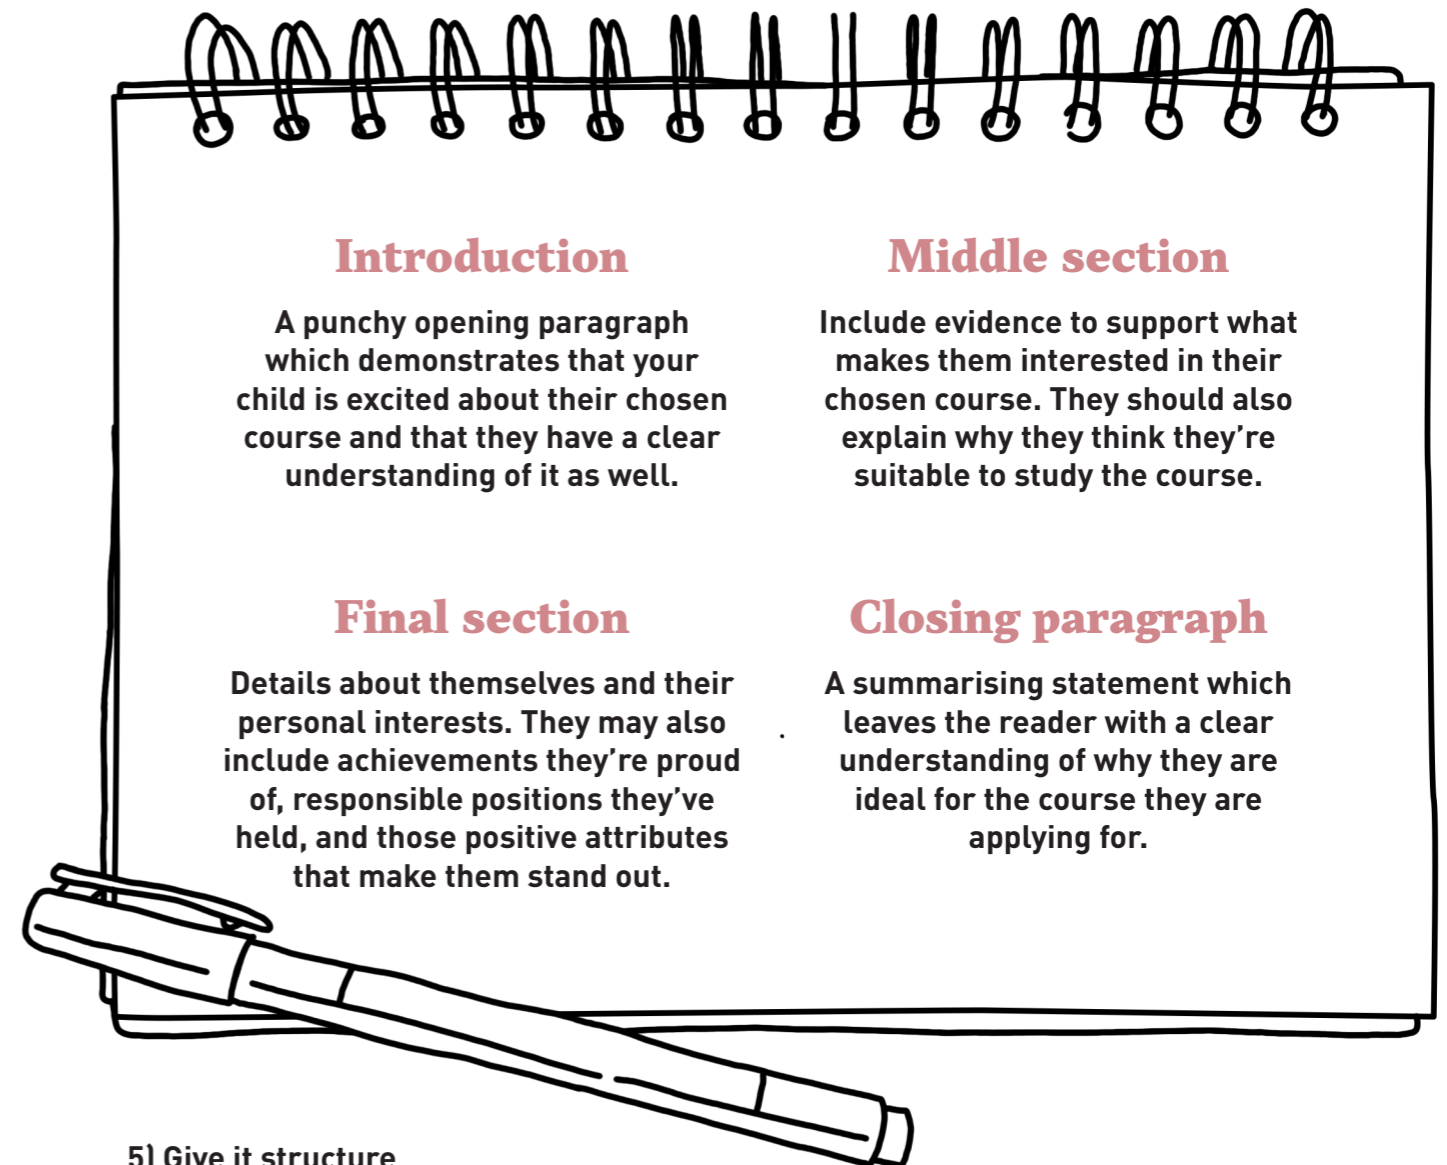 Introduction
A punchy opening paragraph
which demonstrates that your
child is excited about their chosen
course and that they have a clear
understanding of it as well.
Middle section
Include evidence to support what
makes them interested in their
chosen course. They should also
explain why they think they’re
suitable to study the course.
Final section
Details about themselves and their
personal interests. They may also
include achievements they’re proud
of, responsible positions they’ve
held, and those positive attributes
that make them stand out.
Closing paragraph
A summarising statement which
leaves the reader with a clear
understanding of why they are
ideal for the course they are
applying for.
5) Give it structure